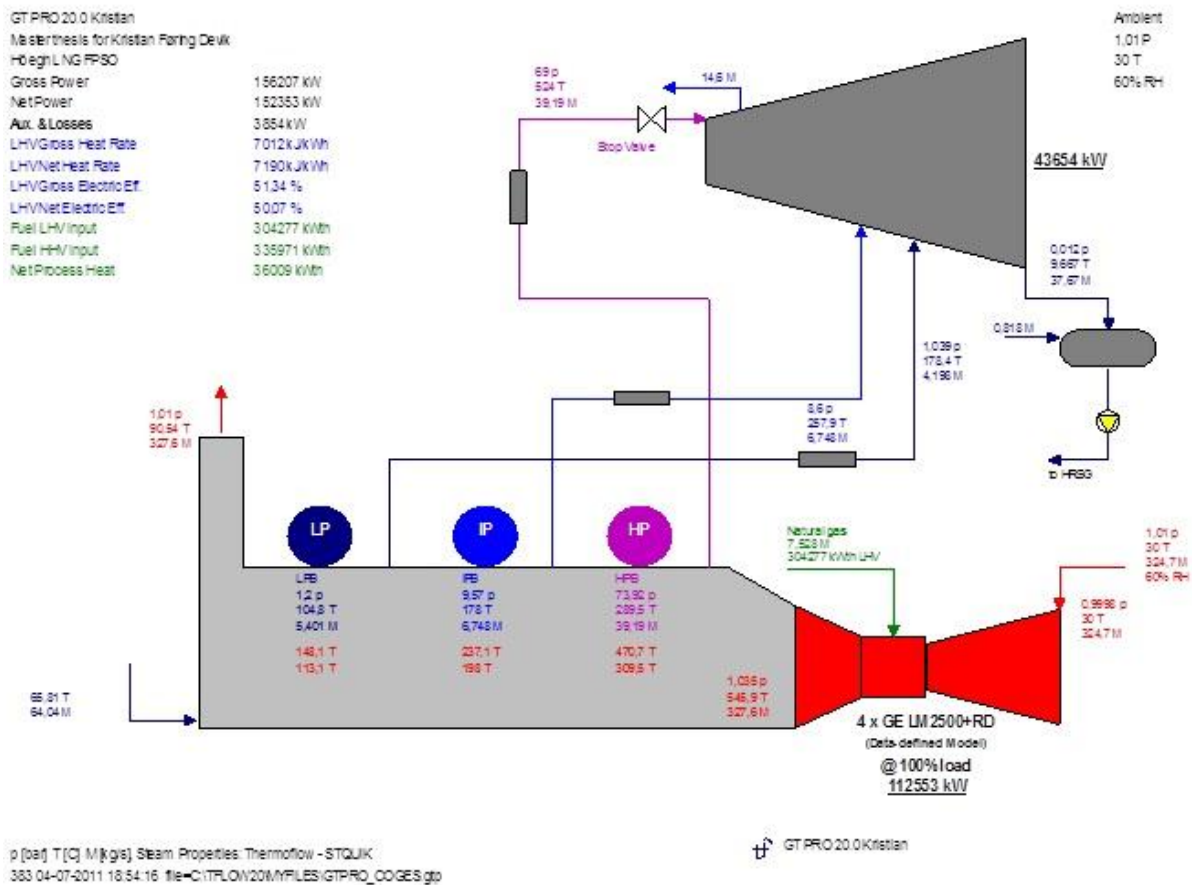 GT PRO 20.0 Kristian
Masterthesis for Kristian Føring Devik
Höegh LNG FPSO
Gross Power 156207 kW
Net Power 152353 kW
Aux. & Losses 3854 kW
LHV Gross Heat Rate 7012 kJ/kWh
LHV Net Heat Rate 7190 kJ/kWh
LHV Gross Electric Eff. 51,34 %
LHV Net Electric Eff. 50,07 %
Fuel LHV Input 304277 kWth
Fuel HHV Input 335971 kWth
Net Process Heat 36009 kWth
Ambient
1,01 P
30 T
60% RH
69 p
524 T
39,19 M
14,6 M
Stop Valve
43654 kW
0,012 p
9,667 T
37,67 M
0,818 M
to HRSG
1,039 p
178,4 T
4,196 M
8,6 p
257,9 T
6,748 M
1,01 p
90,54 T
327,6 M
LP
IP
HP
LPB
1,2 p
104,8 T
5,401 M
148,1 T
113,1 T
IPB
9,57 p
178 T
6,748 M
237,1 T
198 T
HPB
73,92 p
289,5 T
39,19 M
470,7 T
309,5 T
65,81 T
64,04 M
1,035 p
545,9 T
327,6 M
Natural gas
7,528 M
304277 kWth LHV
1,01 p
30 T
324,7 M
60% RH
0,9998 p
30 T
324,7 M
4 x GE LM2500+RD
(Data-defined Model)
@ 100% load
112553 kW
p [bar] T [C] M [kg/s], Steam Properties: Thermoflow - STQUIK
383 04-07-2011 18:54:16 file=C:\TFLOW20\MYFILES\GTPRO_COGES.gtp
GT PRO 20.0 Kristian